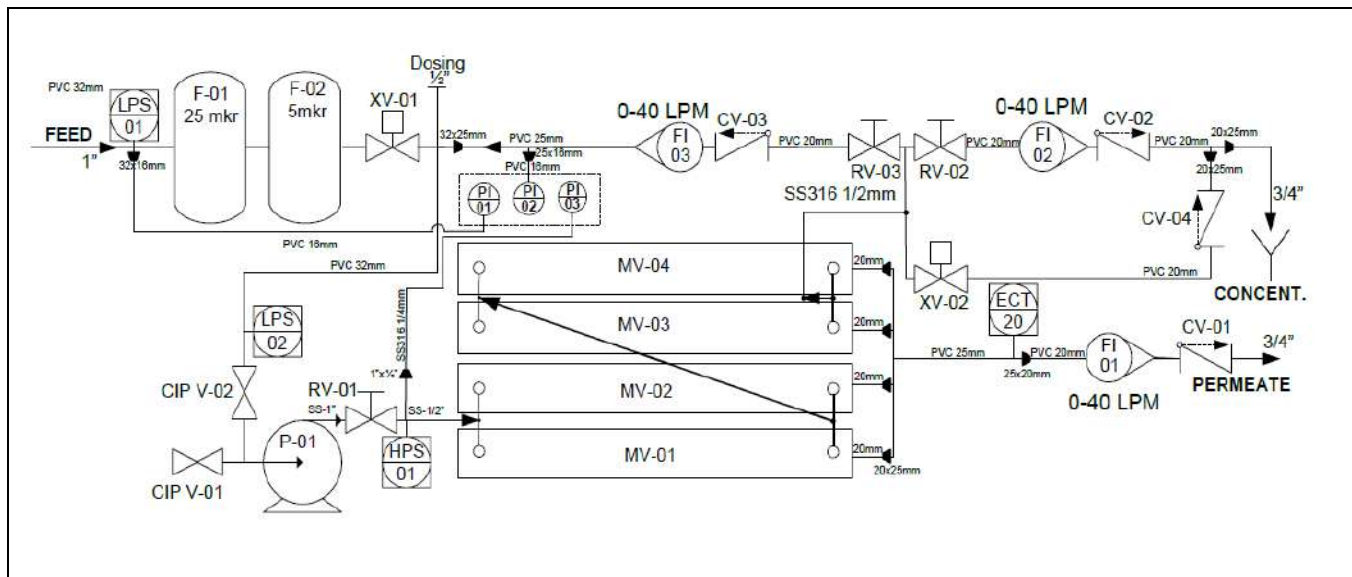 Dosing
½"
PVC 32mm
LPS
01
F-01
25 mkr
F-02
5mkr
XV-01
FEED
1"
32x16mm
32x25mm
PVC 25mm
25x16mm
PVC 16mm
0-40 LPM
FI
03
CV-03
PVC 20mm
RV-03
RV-02
PVC 20mm
0-40 LPM
FI
02
CV-02
PVC 20mm
20x25mm
20x25mm
3/4"
PI
01
PI
02
PI
03
SS316 1/2mm
CV-04
PVC 16mm
PVC 32mm
MV-04
20mm
XV-02
PVC 20mm
CONCENT.
LPS
02
SS316 1/4mm
MV-03
20mm
ECT
20
CV-01
3/4"
PVC 25mm
PVC 20mm
25x20mm
FI
01
PERMEATE
0-40 LPM
CIP V-02
RV-01
1"x¼"
SS-1"
SS-1/2"
MV-02
20mm
P-01
HPS
01
MV-01
20mm
20x25mm
CIP V-01